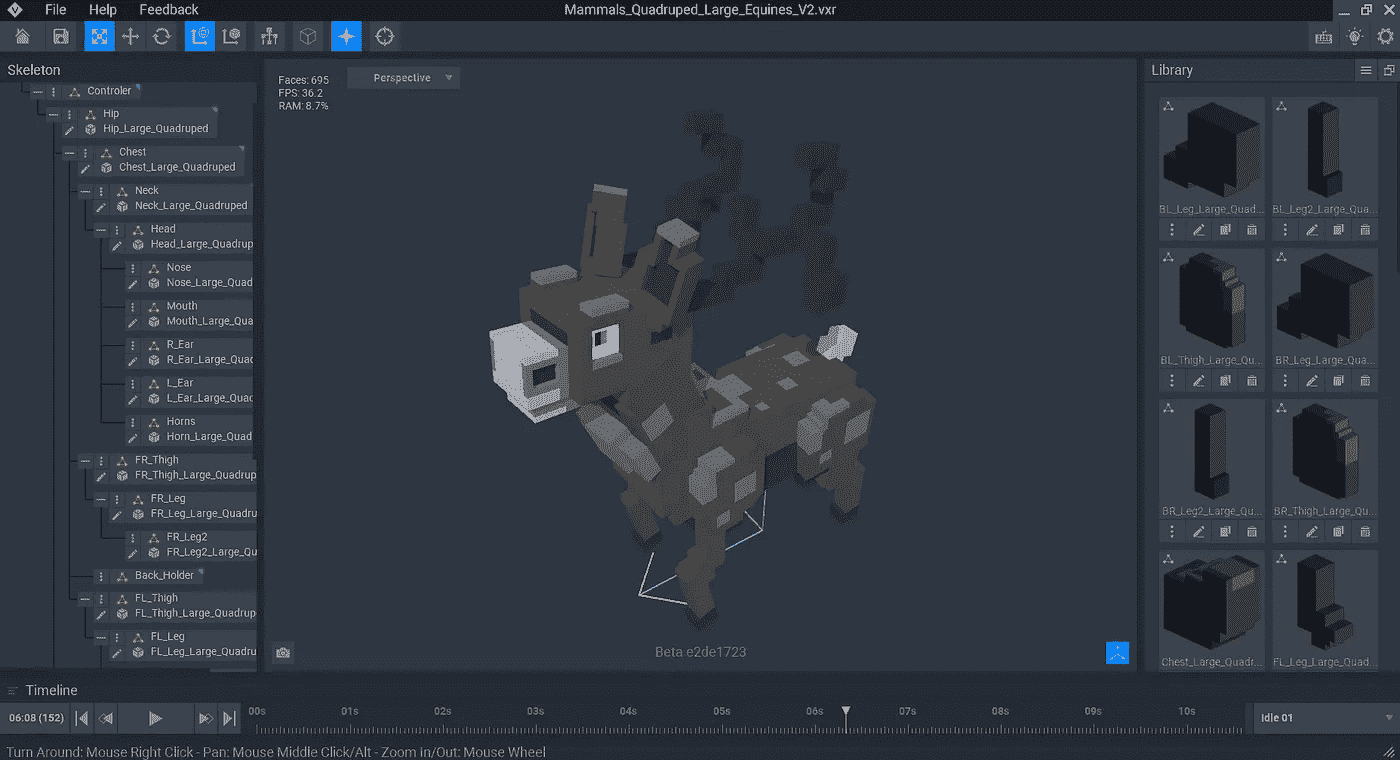 File Help Feedback
Mammals_Quadruped_Large_Equines_V2.vxr
Skeleton
Controler
Hip
Hip_Large_Quadruped
Chest
Chest_Large_Quadruped
Neck
Neck_Large_Quadruped
Head
Head_Large_Quadrup
Nose
Nose_Large_Quad
Mouth
Mouth_Large_Qua
R_Ear
R_Ear_Large_Quad
L_Ear
L_Ear_Large_Quad
Horns
Horn_Large_Quad
FR_Thigh
FR_Thigh_Large_Quadrup
FR_Leg
FR_Leg_Large_Quadru
FR_Leg2
FR_Leg2_Large_Qu
Back_Holder
FL_Thigh
FL_Thigh_Large_Quadrup
FL_Leg
FL_Leg_Large_Quadru
Faces: 695
FPS: 36.2
RAM: 8.7%
Perspective
Beta e2de1723
Library
BL_Leg_Large_Quad... BL_Leg2_Large_Qua...
BL_Thigh_Large_Qu... BR_Leg_Large_Qua...
BR_Leg2_Large_Qu... BR_Thigh_Large_Qu...
Chest_Large_Quadr... FL_Leg_Large_Quad...
Timeline
06:08 (152)
00s 01s 02s 03s 04s 05s 06s 07s 08s 09s 10s
Idle 01
Turn Around: Mouse Right Click - Pan: Mouse Middle Click/Alt - Zoom In/Out: Mouse Wheel